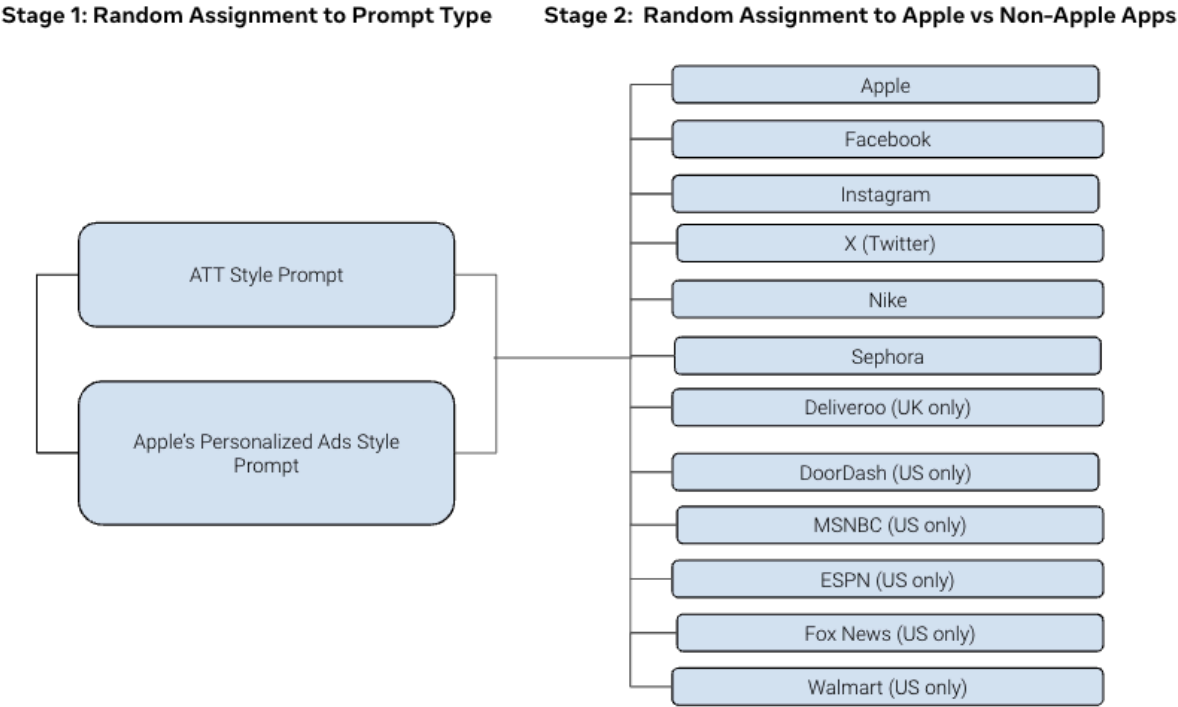 Stage 1: Random Assignment to Prompt Type
Stage 2: Random Assignment to Apple vs Non-Apple Apps
ATT Style Prompt
Apple's Personalized Ads Style
Prompt
Apple
Facebook
Instagram
X (Twitter)
Nike
Sephora
Deliveroo (UK only)
DoorDash (US only)
MSNBC (US only)
ESPN (US only)
Fox News (US only)
Walmart (US only)